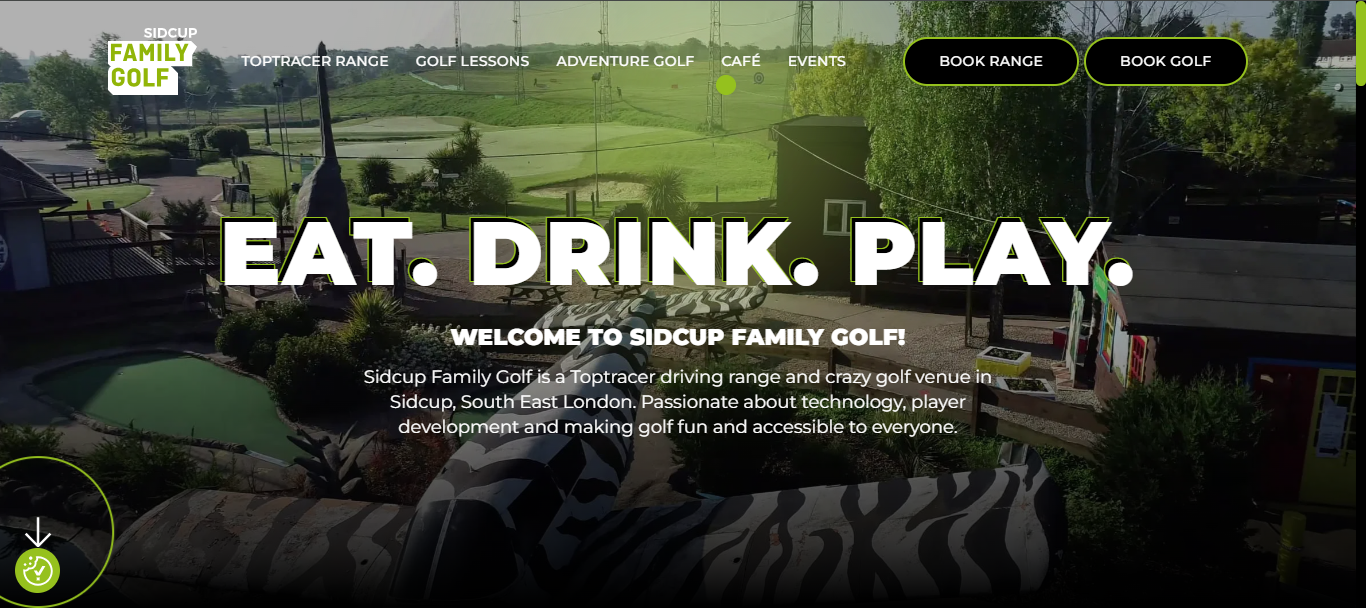 SIDCUP
FAMILY
GOLF
TOPTRACER RANGE GOLF LESSONS ADVENTURE GOLF CAFÉ EVENTS BOOK RANGE BOOK GOLF
EAT. DRINK. PLAY.
WELCOME TO SIDCUP FAMILY GOLF!
Sidcup Family Golf is a Toptracer driving range and crazy golf venue in
Sidcup, South East London. Passionate about technology, player
development and making golf fun and accessible to everyone.